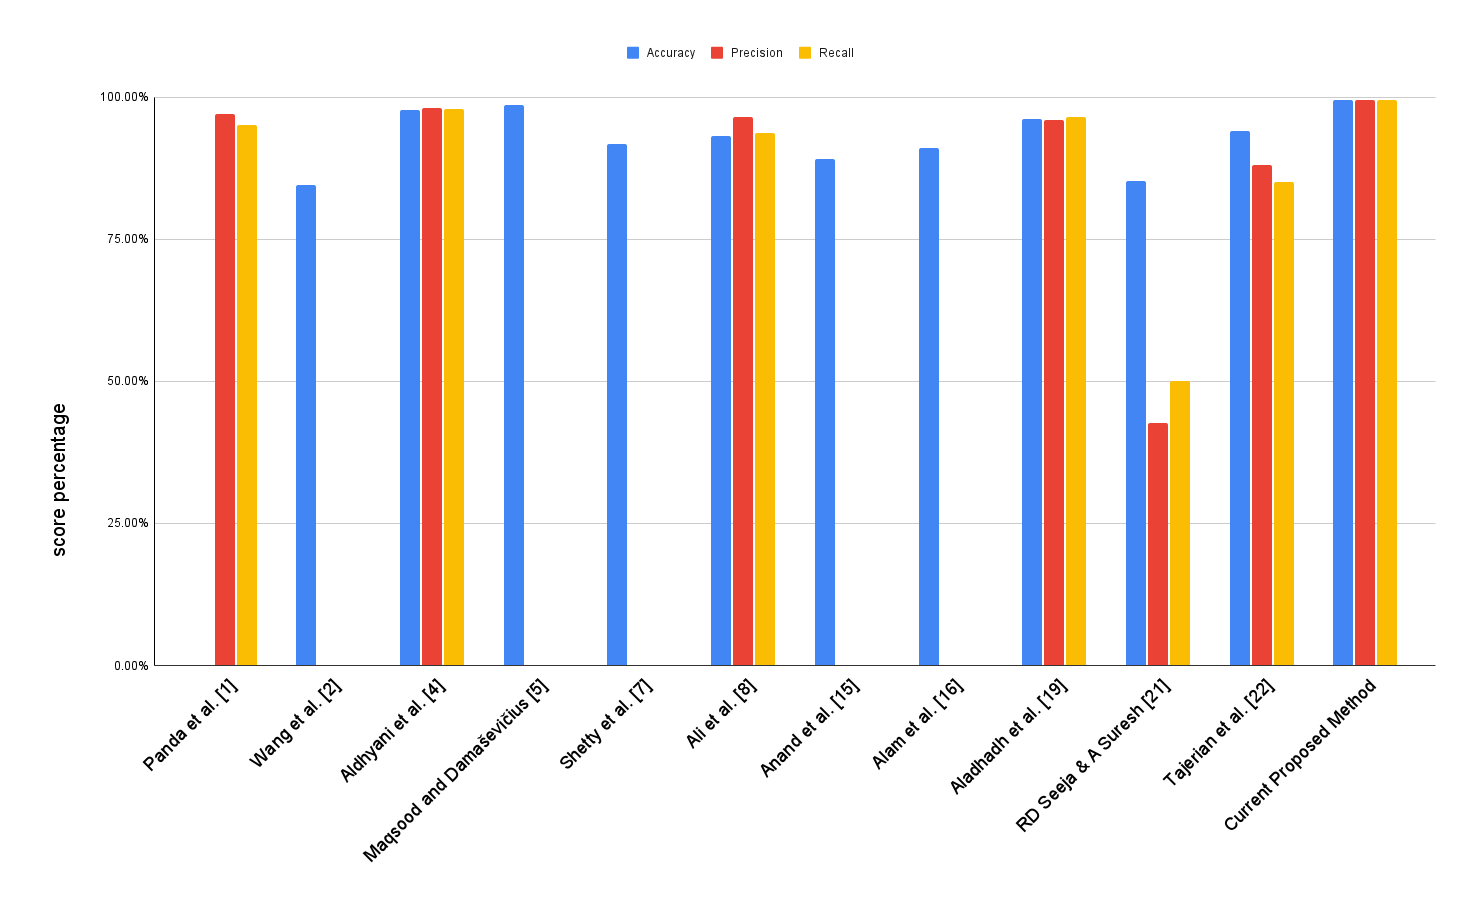 Accuracy Precision Recall
100.00%
75.00%
50.00%
25.00%
0.00%
score percentage
Panda et al. [1]
Wang et al. [2]
Aldhyani et al. [4]
Maqsood and Damaševičius [5]
Shetty et al. [7]
Ali et al. [8]
Anand et al. [15]
Alam et al. [16]
Aladhadh et al. [19]
RD Seeja & A Suresh [21]
Tajerian et al. [22]
Current Proposed Method